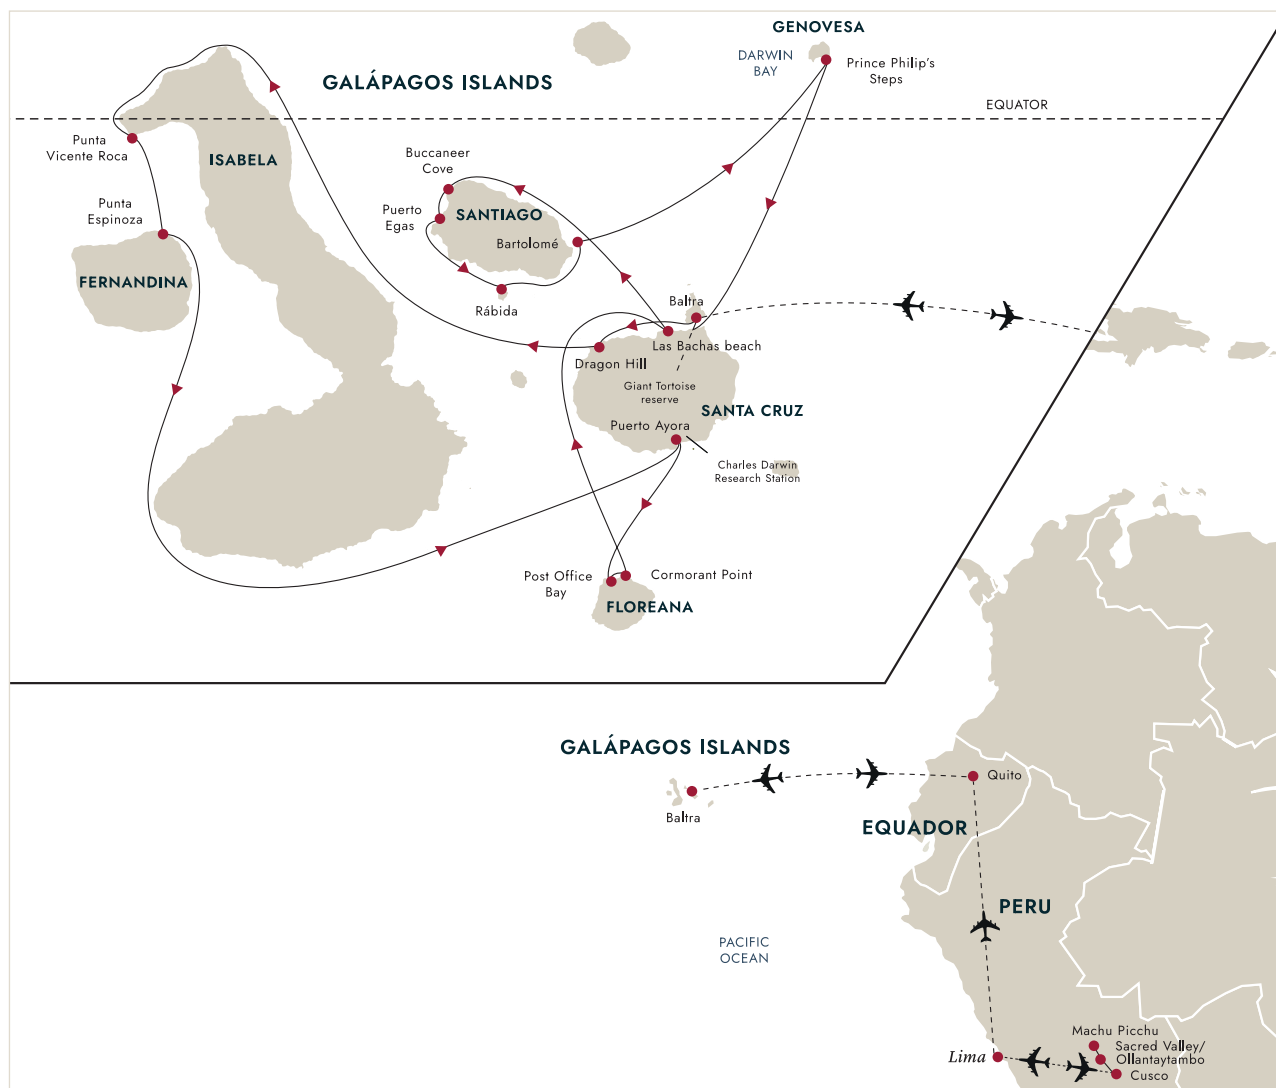 GENOVESA
DARWIN
BAY
Prince Philip's
Steps
GALÁPAGOS ISLANDS
EQUATOR
Punta
Vicente Roca
ISABELA
Buccaneer
Cove
Punta
Espinoza
Puerto
Egas
SANTIAGO
Bartolomé
FERNANDINA
Rábida
Baltra
Las Bachas beach
Dragon Hill
Giant Tortoise
reserve
SANTA CRUZ
Puerto Ayora
Charles Darwin
Research Station
Post Office
Bay
Cormorant Point
FLOREANA
GALÁPAGOS ISLANDS
Quito
Baltra
EQUADOR
PERU
PACIFIC
OCEAN
Machu Picchu
Sacred Valley/
Ollantaytambo
Lima
Cusco